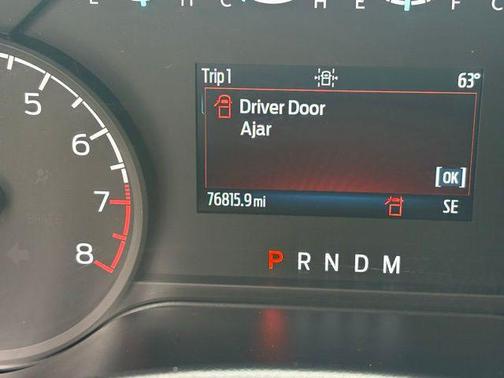 E H C H E F C
Trip 1 63°
Driver Door
Ajar
[OK]
76815.9 mi SE
P R N D M
5
6
7
8